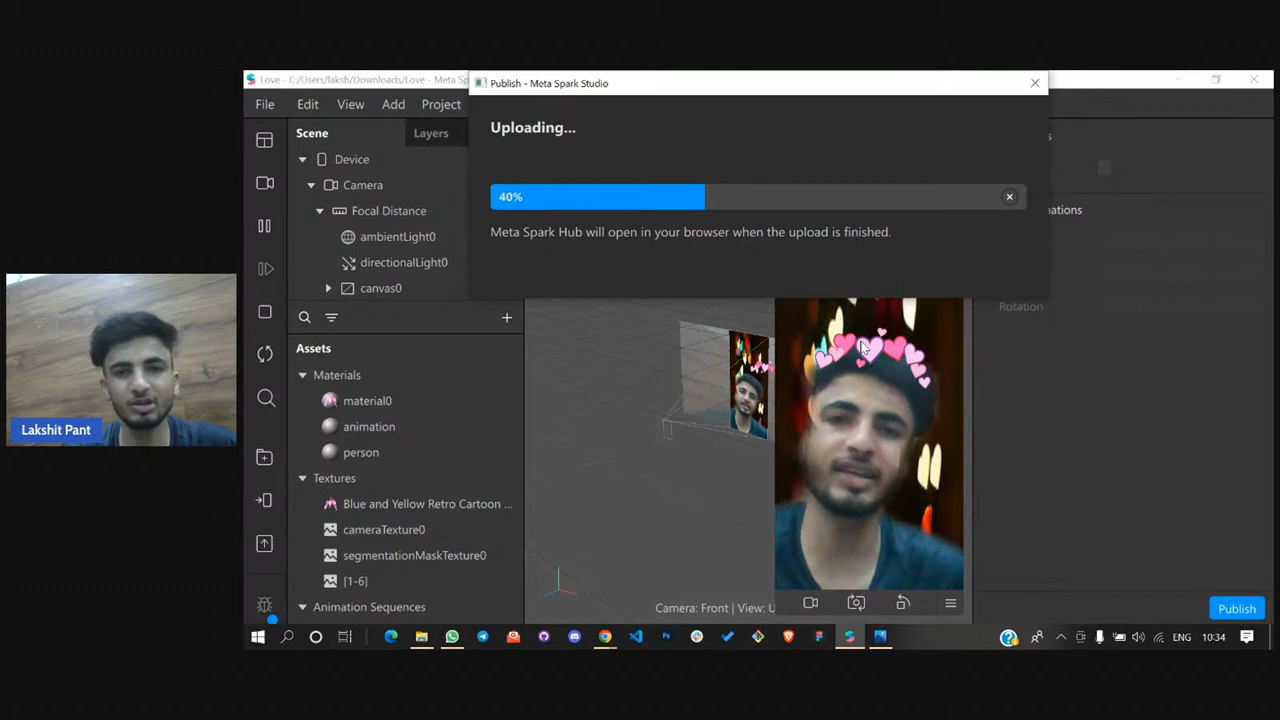 Love - C:/Users/laksh/Downloads/Love - Meta Sp
Publish - Meta Spark Studio
File Edit View Add Project
Uploading...
Scene Layers
Device
Camera
40%
Focal Distance
Meta Spark Hub will open in your browser when the upload is finished.
ambientLight0
directionalLight0
canvas0
Rotation
Assets
Materials
material0
animation
person
Textures
Blue and Yellow Retro Cartoon ...
cameraTexture0
segmentationMaskTexture0
[1-6]
Animation Sequences
Camera: Front | View: U
Publish
Lakshit Pant
ENG 10:34